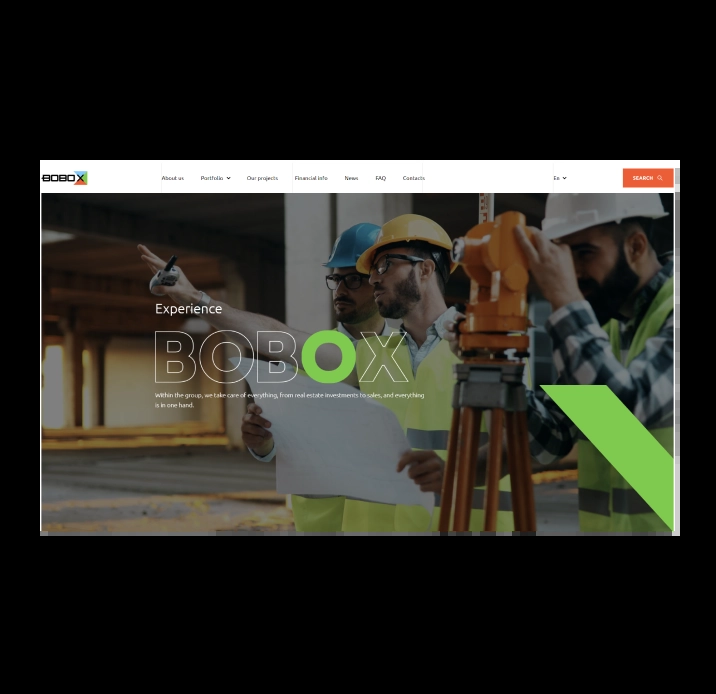 BOBOX
About us Portfolio Our projects Financial info News FAQ Contacts En SEARCH
Experience
BOBOX
Within the group, we take care of everything, from real estate investments to sales, and everything
is in one hand.